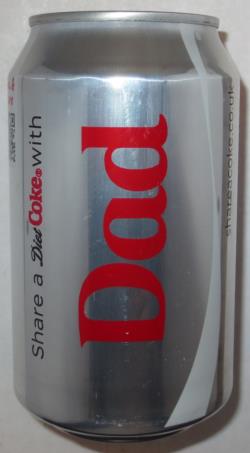 Share a Diet Coke® with
Dad
shareacoke.co.uk